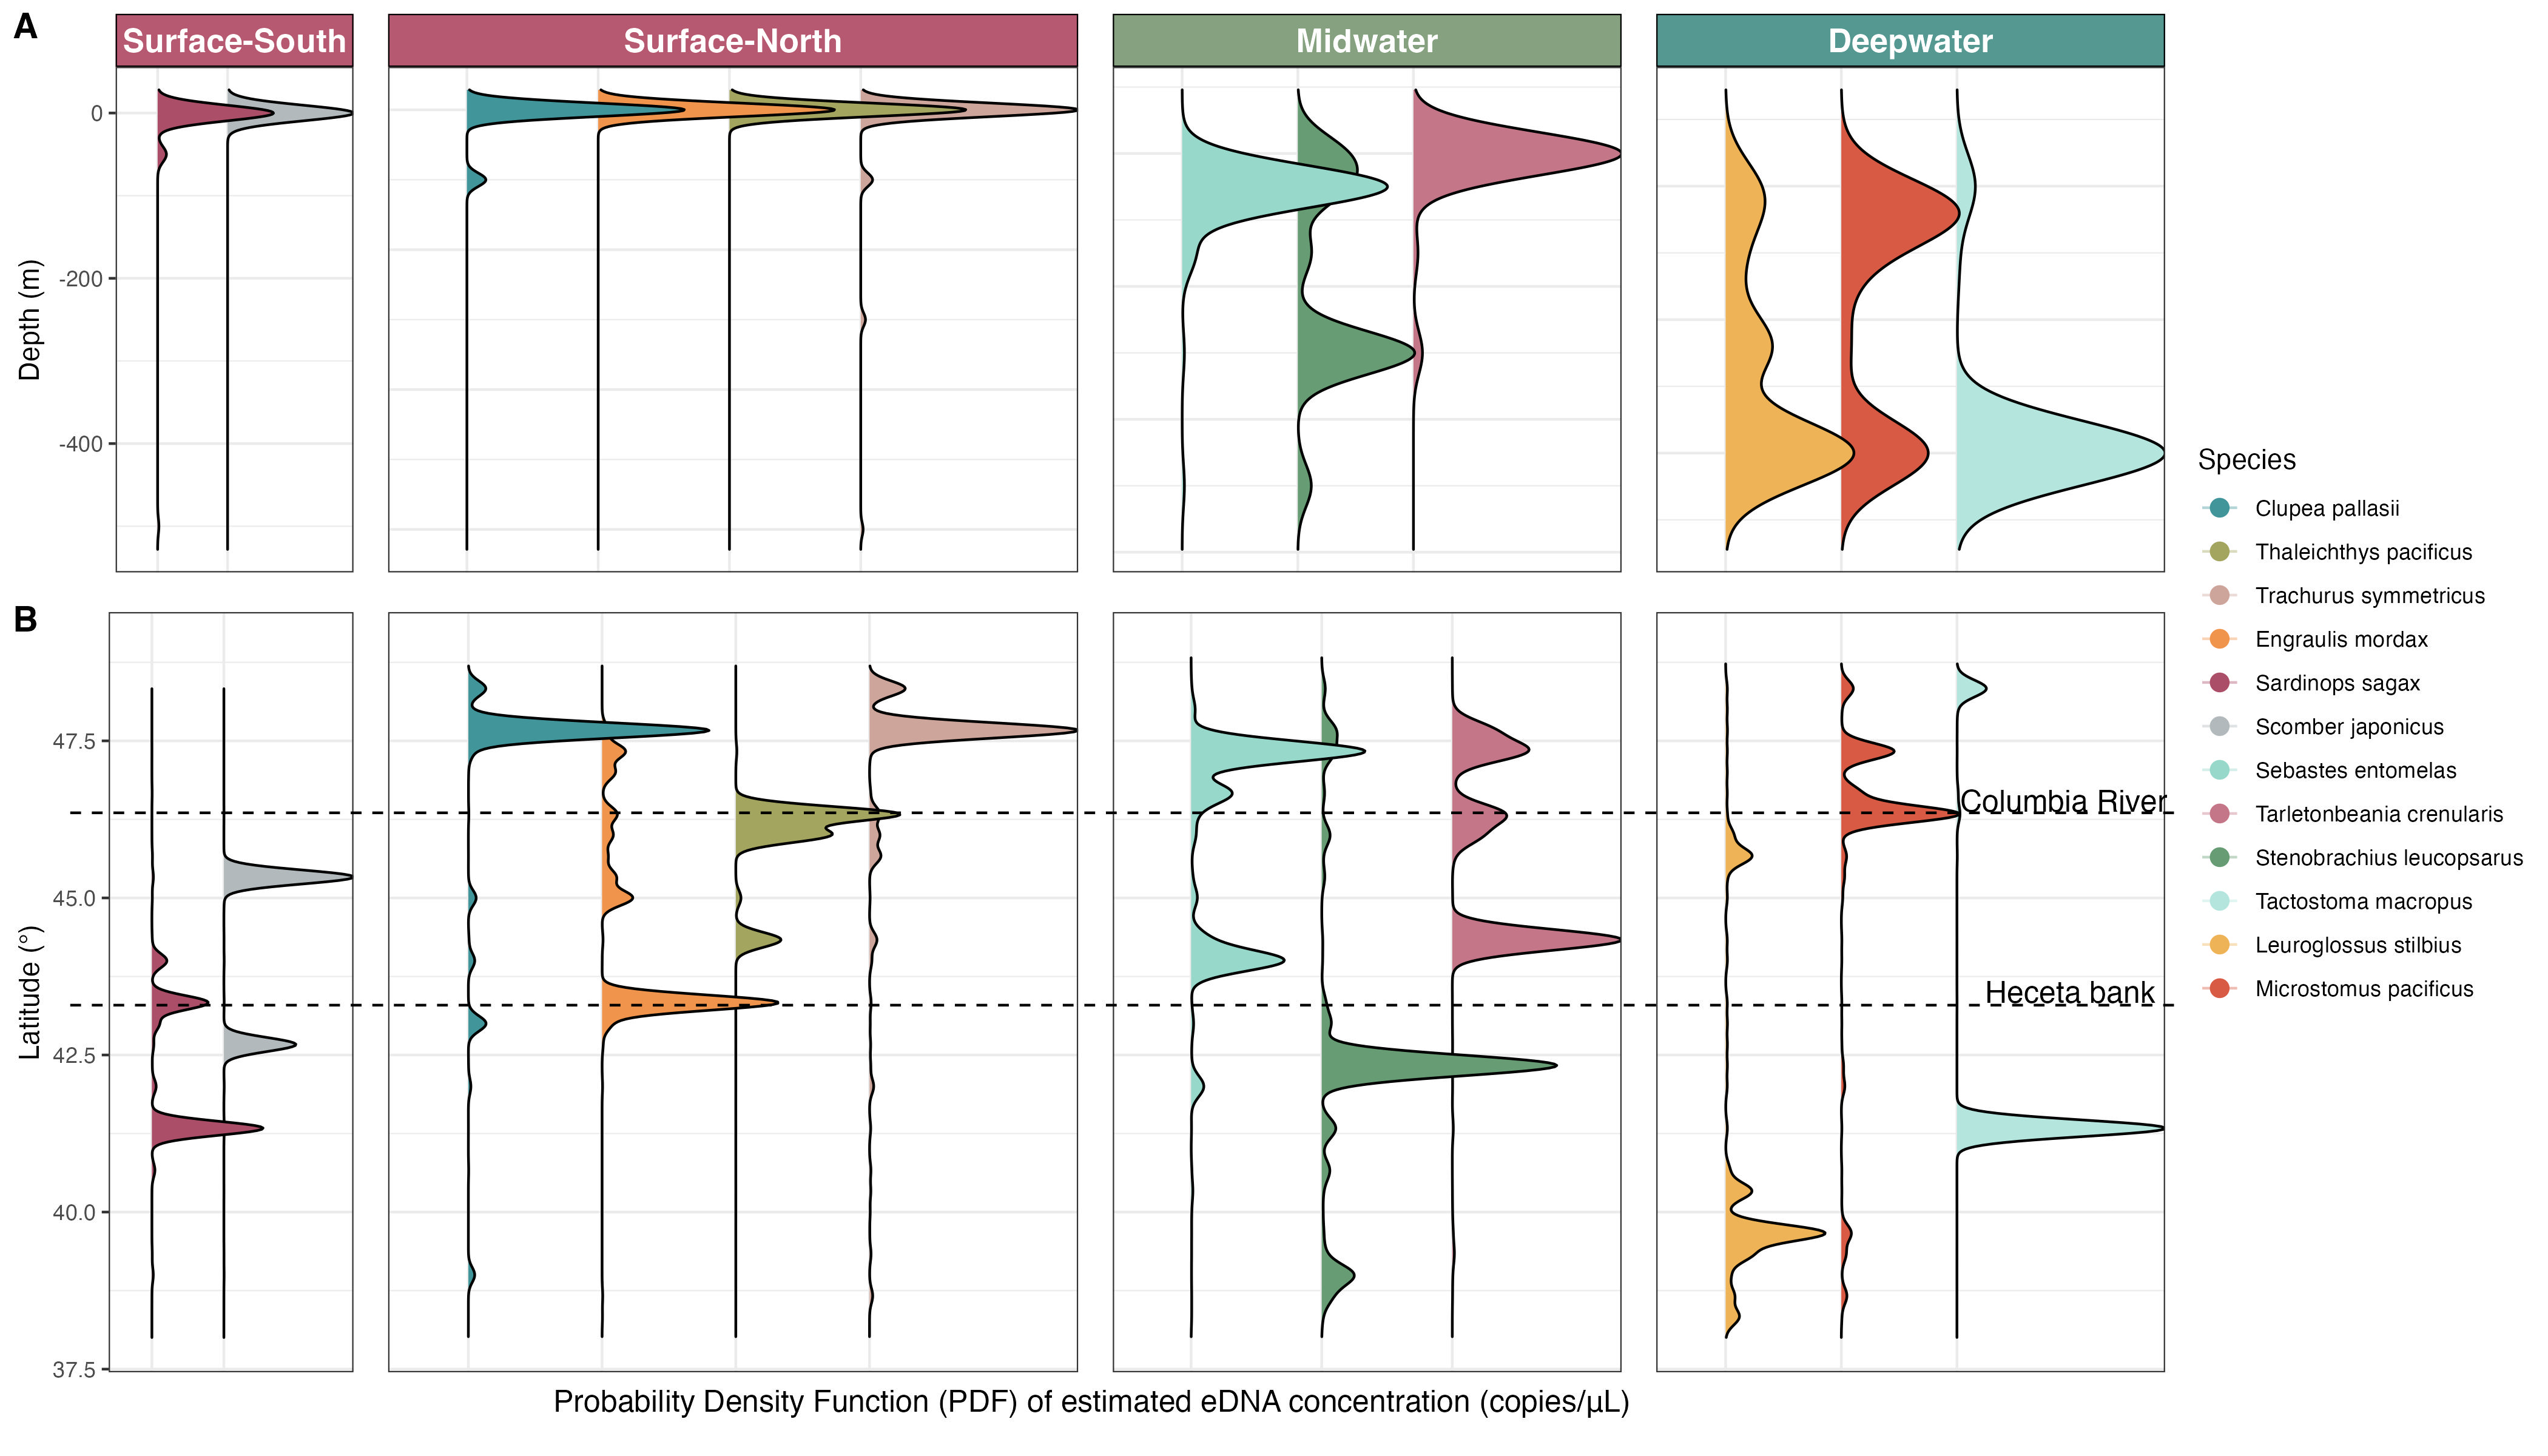 A
Surface-South
Surface-North
Midwater
Deepwater
0
-200
-400
Depth (m)
B
47.5
45.0
42.5
40.0
37.5
Latitude (°)
Columbia River
Heceta bank
Probability Density Function (PDF) of estimated eDNA concentration (copies/µL)
Species
Clupea pallasii
Thaleichthys pacificus
Trachurus symmetricus
Engraulis mordax
Sardinops sagax
Scomber japonicus
Sebastes entomelas
Tarletonbeania crenularis
Stenobrachius leucopsarus
Tactostoma macropus
Leuroglossus stilbius
Microstomus pacificus